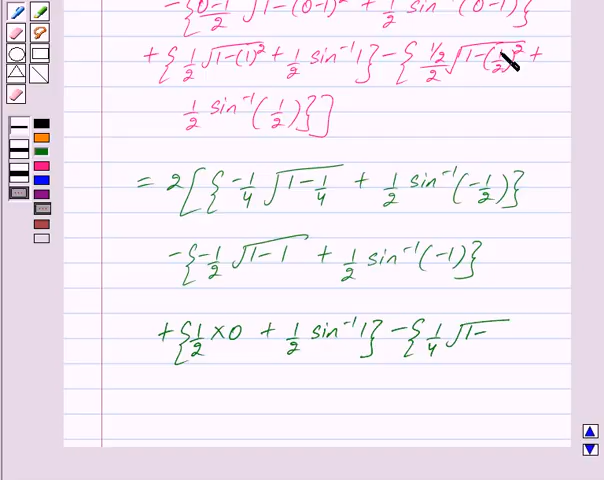 -{(0-1)/2 √(1-(0-1)²) + 1/2 sin⁻¹(0-1)}
+{1/2 √(1-(1)²) + 1/2 sin⁻¹1} - {(1/2)/2 √(1-(1/2)²) +
1/2 sin⁻¹(1/2)}]
= 2[{-1/4 √(1-1/4) + 1/2 sin⁻¹(-1/2)}
-{-1/2 √(1-1) + 1/2 sin⁻¹(-1)}
+{1/2 ×0 + 1/2 sin⁻¹1} - {1/4 √(1-